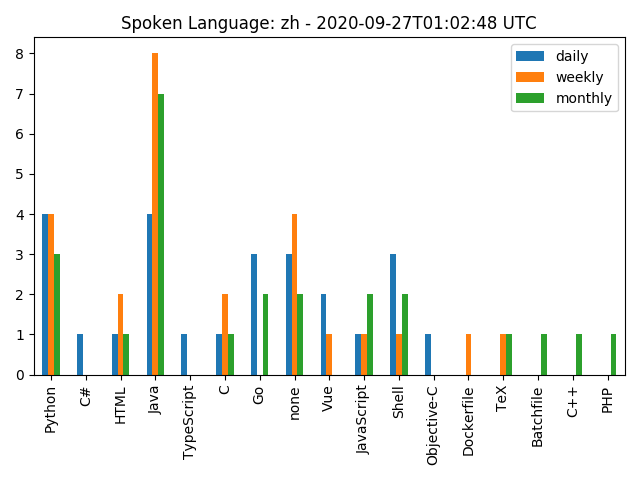 Spoken Language: zh - 2020-09-27T01:02:48 UTC
daily
weekly
monthly
8
7
6
5
4
3
2
1
0
Python
C#
HTML
Java
TypeScript
C
Go
none
Vue
JavaScript
Shell
Objective-C
Dockerfile
TeX
Batchfile
C++
PHP